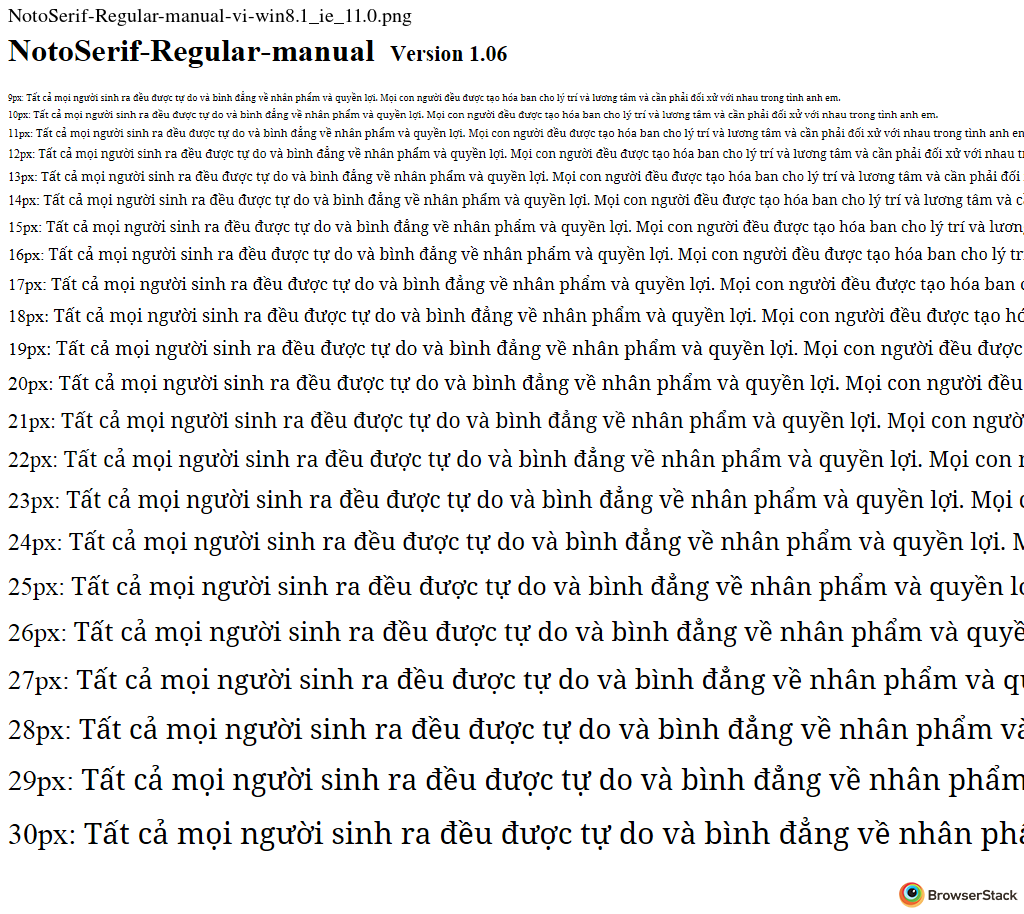 NotoSerif-Regular-manual-vi-win8.1_ie_11.0.png
NotoSerif-Regular-manual Version 1.06
9px: Tất cả mọi người sinh ra đều được tự do và bình đẳng về nhân phẩm và quyền lợi. Mọi con người đều được tạo hóa ban cho lý trí và lương tâm và cần phải đối xử với nhau trong tình anh em.
10px: Tất cả mọi người sinh ra đều được tự do và bình đẳng về nhân phẩm và quyền lợi. Mọi con người đều được tạo hóa ban cho lý trí và lương tâm và cần phải đối xử với nhau trong tình anh em.
11px: Tất cả mọi người sinh ra đều được tự do và bình đẳng về nhân phẩm và quyền lợi. Mọi con người đều được tạo hóa ban cho lý trí và lương tâm và cần phải đối xử với nhau trong tình anh em
12px: Tất cả mọi người sinh ra đều được tự do và bình đẳng về nhân phẩm và quyền lợi. Mọi con người đều được tạo hóa ban cho lý trí và lương tâm và cần phải đối xử với nhau
13px: Tất cả mọi người sinh ra đều được tự do và bình đẳng về nhân phẩm và quyền lợi. Mọi con người đều được tạo hóa ban cho lý trí và lương tâm và cần phải đối
14px: Tất cả mọi người sinh ra đều được tự do và bình đẳng về nhân phẩm và quyền lợi. Mọi con người đều được tạo hóa ban cho lý trí và lương tâm và
15px: Tất cả mọi người sinh ra đều được tự do và bình đẳng về nhân phẩm và quyền lợi. Mọi con người đều được tạo hóa ban cho lý trí và lươn
16px: Tất cả mọi người sinh ra đều được tự do và bình đẳng về nhân phẩm và quyền lợi. Mọi con người đều được tạo hóa ban cho lý tr
17px: Tất cả mọi người sinh ra đều được tự do và bình đẳng về nhân phẩm và quyền lợi. Mọi con người đều được tạo hóa ban
18px: Tất cả mọi người sinh ra đều được tự do và bình đẳng về nhân phẩm và quyền lợi. Mọi con người đều được tạo hó
19px: Tất cả mọi người sinh ra đều được tự do và bình đẳng về nhân phẩm và quyền lợi. Mọi con người đều được
20px: Tất cả mọi người sinh ra đều được tự do và bình đẳng về nhân phẩm và quyền lợi. Mọi con người đều
21px: Tất cả mọi người sinh ra đều được tự do và bình đẳng về nhân phẩm và quyền lợi. Mọi con ngườ
22px: Tất cả mọi người sinh ra đều được tự do và bình đẳng về nhân phẩm và quyền lợi. Mọi con
23px: Tất cả mọi người sinh ra đều được tự do và bình đẳng về nhân phẩm và quyền lợi. Mọi
24px: Tất cả mọi người sinh ra đều được tự do và bình đẳng về nhân phẩm và quyền lợi.
25px: Tất cả mọi người sinh ra đều được tự do và bình đẳng về nhân phẩm và quyền
26px: Tất cả mọi người sinh ra đều được tự do và bình đẳng về nhân phẩm và quyề
27px: Tất cả mọi người sinh ra đều được tự do và bình đẳng về nhân phẩm và
28px: Tất cả mọi người sinh ra đều được tự do và bình đẳng về nhân phẩm và
29px: Tất cả mọi người sinh ra đều được tự do và bình đẳng về nhân phẩm
30px: Tất cả mọi người sinh ra đều được tự do và bình đẳng về nhân
BrowserStack